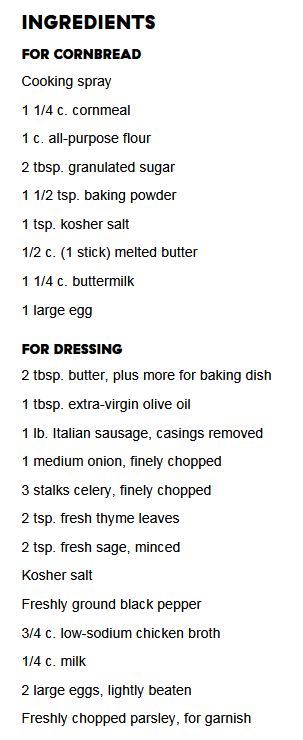 INGREDIENTS
FOR CORNBREAD
Cooking spray
1 1/4 c. cornmeal
1 c. all-purpose flour
2 tbsp. granulated sugar
1 1/2 tsp. baking powder
1 tsp. kosher salt
1/2 c. (1 stick) melted butter
1 1/4 c. buttermilk
1 large egg
FOR DRESSING
2 tbsp. butter, plus more for baking dish
1 tbsp. extra-virgin olive oil
1 lb. Italian sausage, casings removed
1 medium onion, finely chopped
3 stalks celery, finely chopped
2 tsp. fresh thyme leaves
2 tsp. fresh sage, minced
Kosher salt
Freshly ground black pepper
3/4 c. low-sodium chicken broth
1/4 c. milk
2 large eggs, lightly beaten
Freshly chopped parsley, for garnish